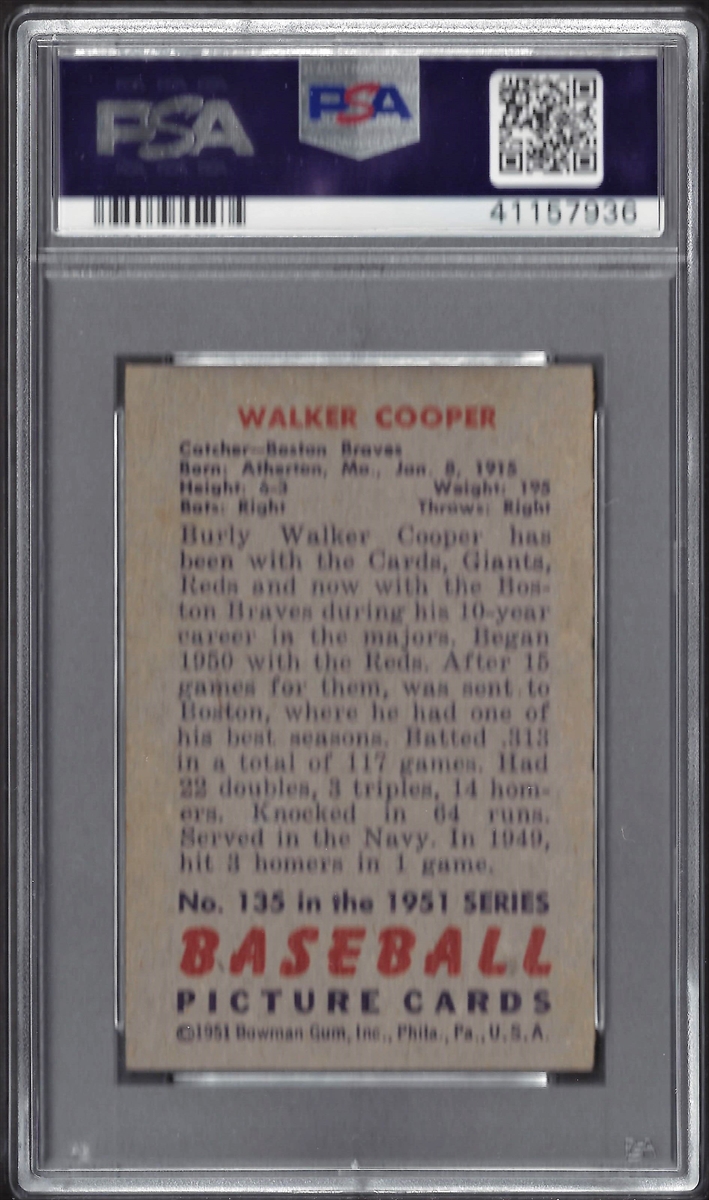 PSA
PSA
41157936
WALKER COOPER
Catcher—Boston Braves
Born: Atherton, Mo., Jan. 8, 1915
Height: 6-3 Weight: 195
Bats: Right Throws: Right
Burly Walker Cooper has
been with the Cards, Giants,
Reds and now with the Bos-
ton Braves during his 10-year
career in the majors. Began
1950 with the Reds. After 15
games for them, was sent to
Boston, where he had one of
his best seasons. Batted .313
in a total of 117 games. Had
22 doubles, 3 triples, 14 hom-
ers. Knocked in 64 runs.
Served in the Navy. In 1949,
hit 3 homers in 1 game.
No. 135 in the 1951 SERIES
BASEBALL
PICTURE CARDS
©1951 Bowman Gum, Inc., Phila., Pa., U.S.A.